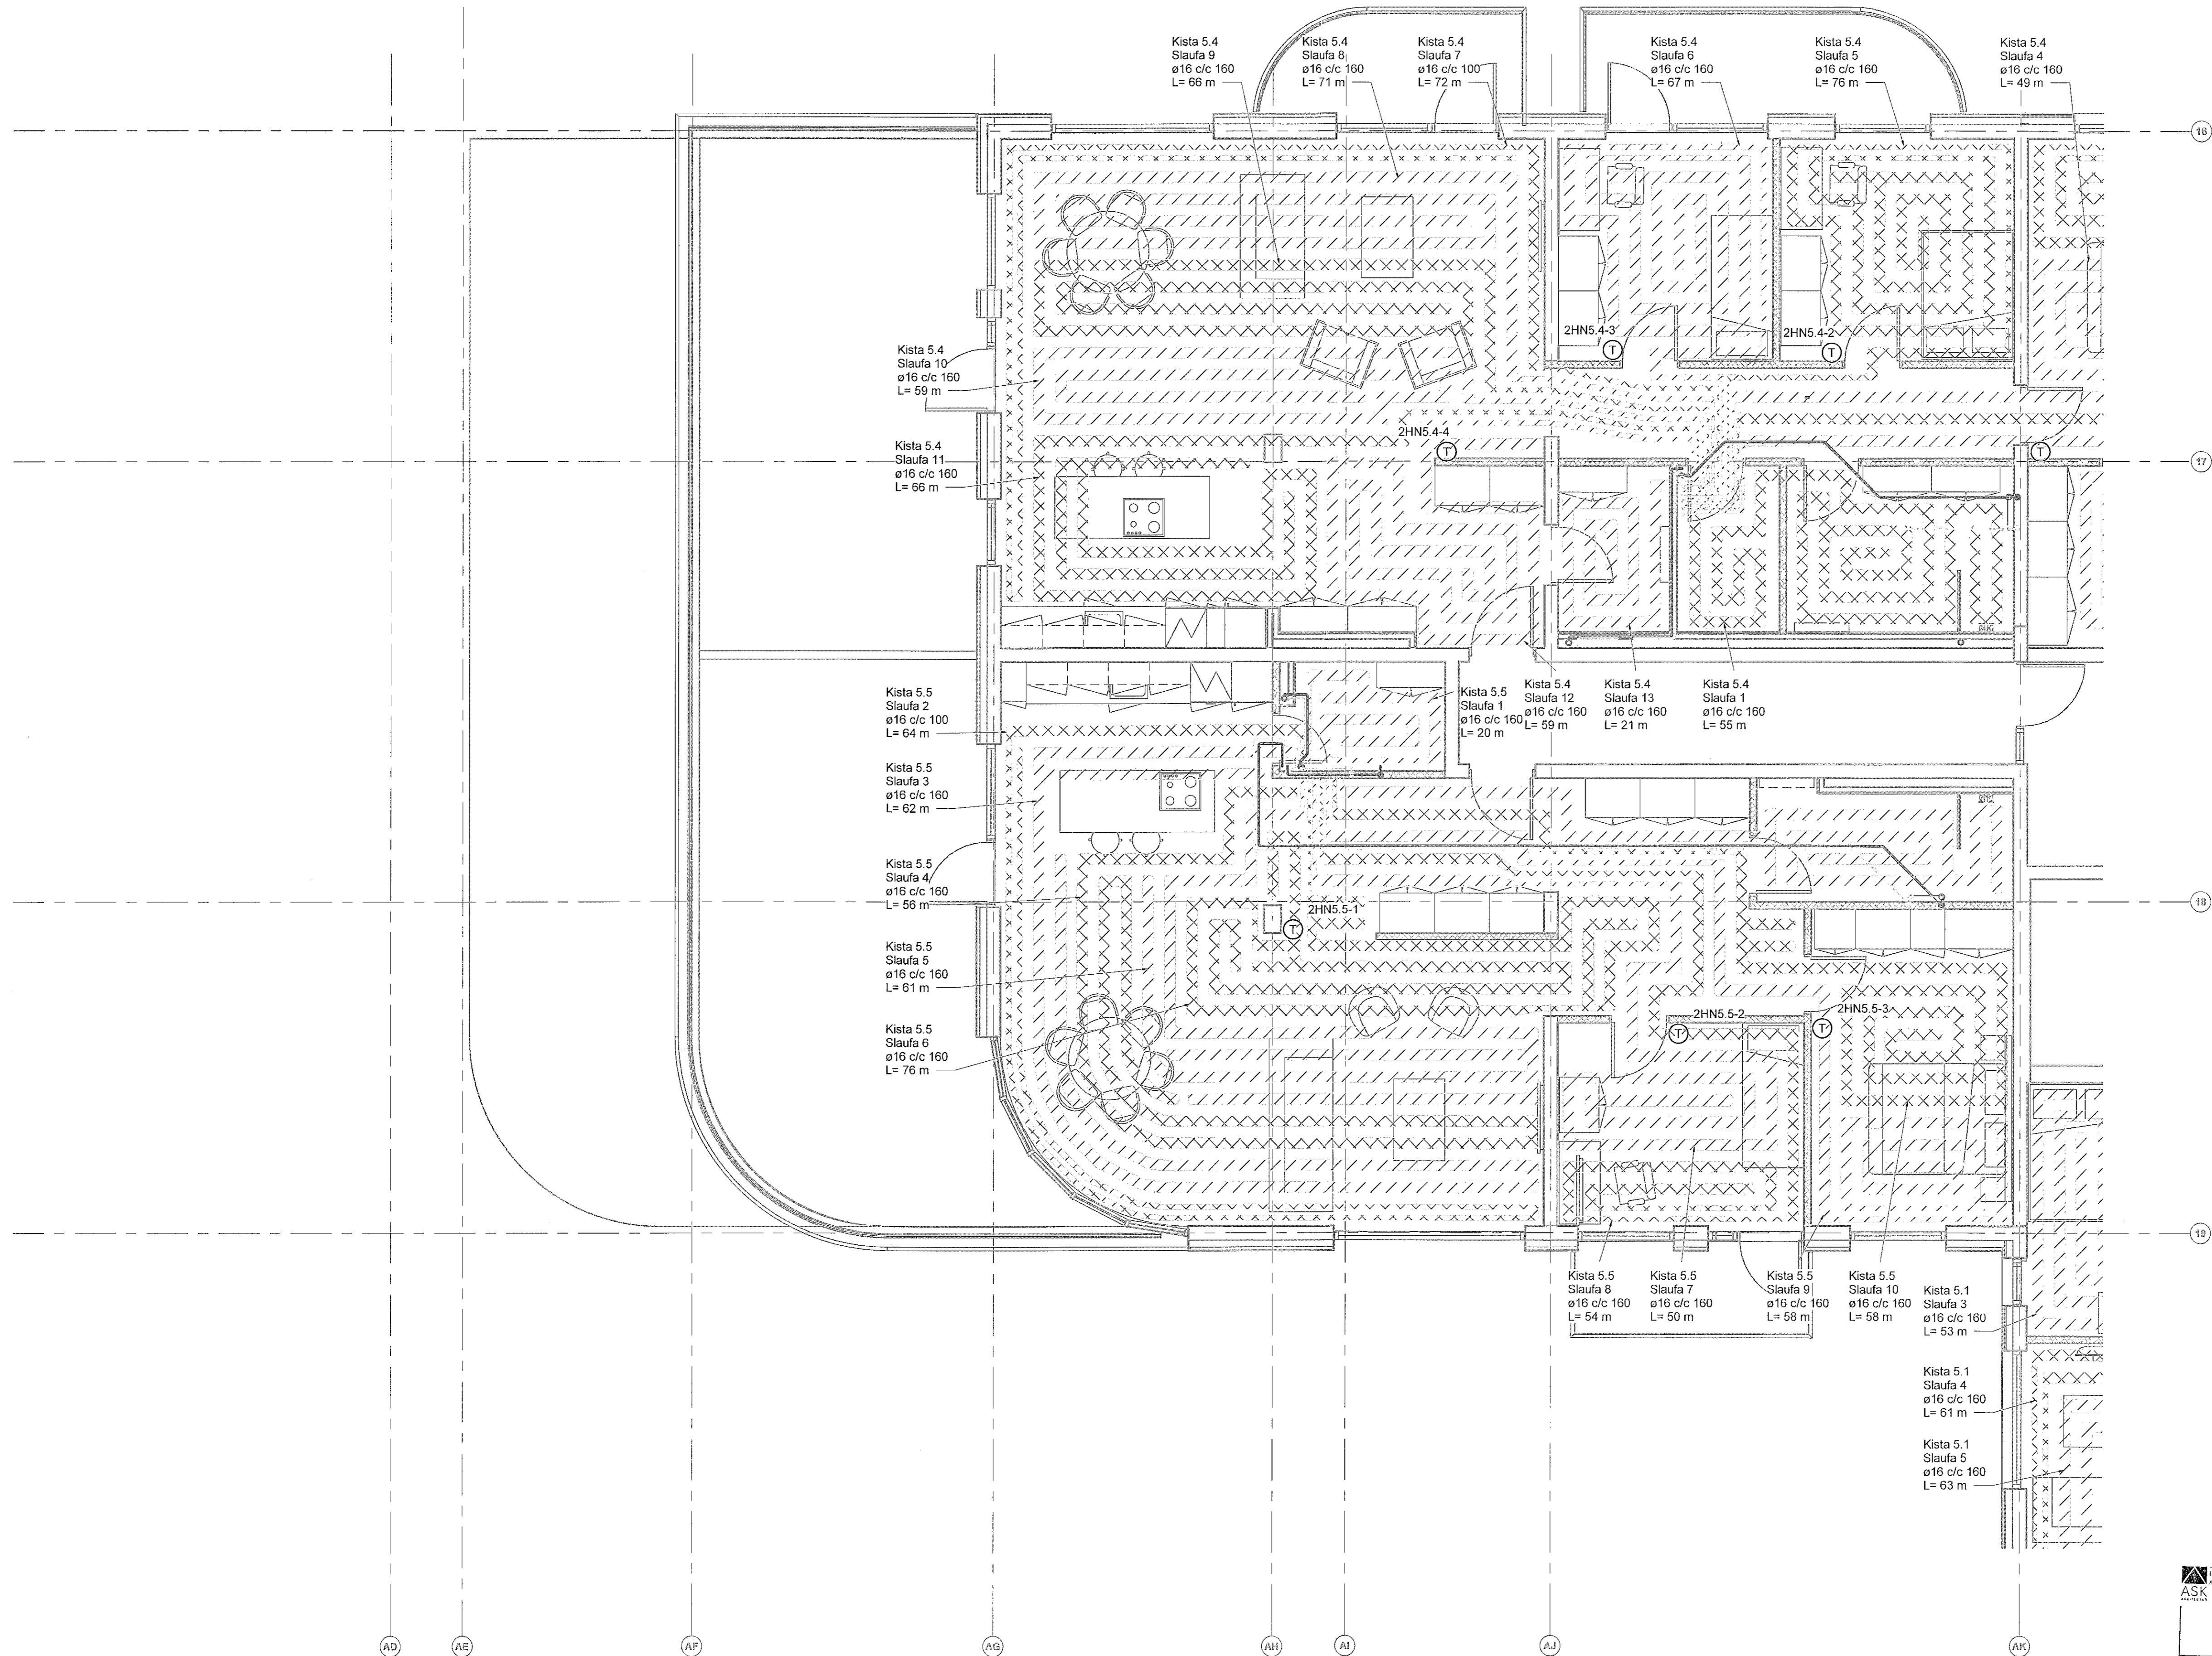 Kista 5.4
Slaufa 9
ø16 c/c 160
L= 66 m
Kista 5.4
Slaufa 8
ø16 c/c 160
L= 71 m
Kista 5.4
Slaufa 7
ø16 c/c 100
L= 72 m
Kista 5.4
Slaufa 6
ø16 c/c 160
L= 67 m
Kista 5.4
Slaufa 5
ø16 c/c 160
L= 76 m
Kista 5.4
Slaufa 4
ø16 c/c 160
L= 49 m
16
2HN5.4-3
T
2HN5.4-2
T
Kista 5.4
Slaufa 10
ø16 c/c 160
L= 59 m
2HN5.4-4
T
T
Kista 5.4
Slaufa 11
ø16 c/c 160
L= 66 m
17
Kista 5.5
Slaufa 2
ø16 c/c 100
L= 64 m
Kista 5.5
Slaufa 1
ø16 c/c 160
L= 20 m
Kista 5.4
Slaufa 12
ø16 c/c 160
L= 59 m
Kista 5.4
Slaufa 13
ø16 c/c 160
L= 21 m
Kista 5.4
Slaufa 1
ø16 c/c 160
L= 55 m
Kista 5.5
Slaufa 3
ø16 c/c 160
L= 62 m
Kista 5.5
Slaufa 4
ø16 c/c 160
L= 56 m
18
2HN5.5-1
T
Kista 5.5
Slaufa 5
ø16 c/c 160
L= 61 m
Kista 5.5
Slaufa 6
ø16 c/c 160
L= 76 m
2HN5.5-2
T
2HN5.5-3
T
19
Kista 5.5
Slaufa 8
ø16 c/c 160
L= 54 m
Kista 5.5
Slaufa 7
ø16 c/c 160
L= 50 m
Kista 5.5
Slaufa 9
ø16 c/c 160
L= 58 m
Kista 5.5
Slaufa 10
ø16 c/c 160
L= 58 m
Kista 5.1
Slaufa 3
ø16 c/c 160
L= 53 m
Kista 5.1
Slaufa 4
ø16 c/c 160
L= 61 m
Kista 5.1
Slaufa 5
ø16 c/c 160
L= 63 m
ASK
AD
AE
AF
AG
AH
AI
AJ
AK